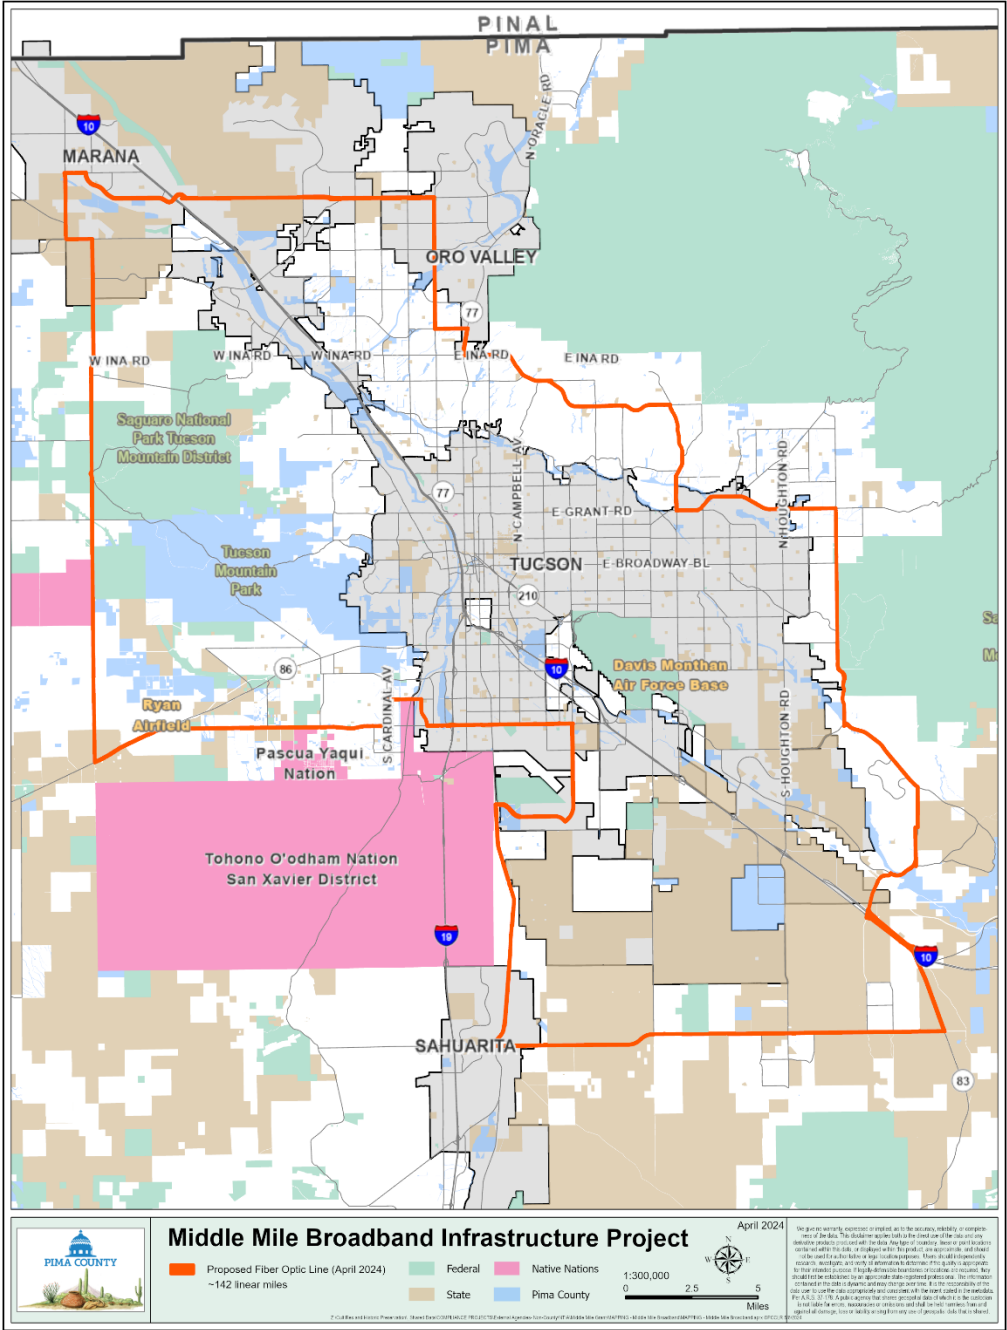 PINAL
PIMA
N ORACLE RD
10
MARANA
ORO VALLEY
77
W INA RD
W INA RD
W INA RD
E INA RD
E INA RD
Saguaro National
Park Tucson
Mountain District
N CAMPBELL AV
N HOUGHTON RD
77
E GRANT RD
Tucson
Mountain
Park
TUCSON
E BROADWAY BL
210
Sa
M
86
10
Davis Monthan
Air Force Base
Ryan
Airfield
S CARDINAL AV
S HOUGHTON RD
Pascua Yaqui
Nation
Tohono O'odham Nation
San Xavier District
19
10
SAHUARITA
83
PIMA COUNTY
Middle Mile Broadband Infrastructure Project
April 2024
Proposed Fiber Optic Line (April 2024)
~142 linear miles
Federal
Native Nations
State
Pima County
N
W
E
S
1:300,000
0 2.5 5
Miles